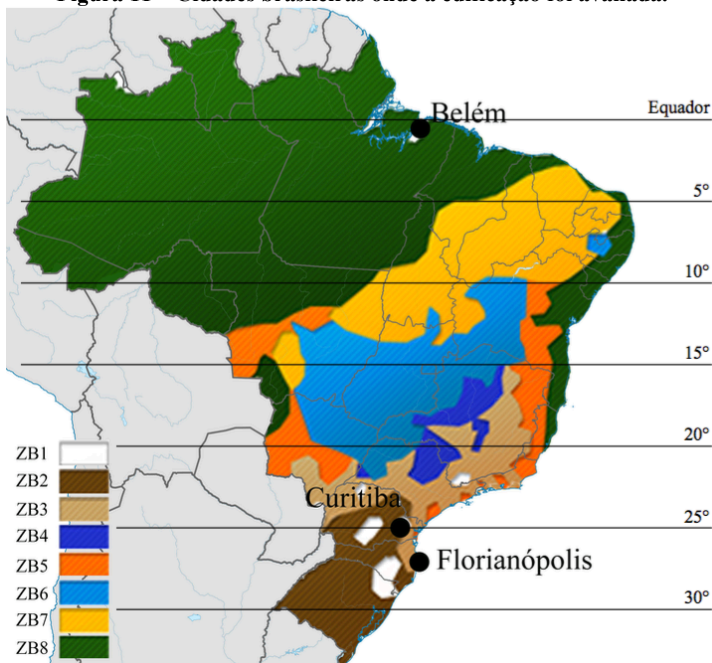 Figura 11 – Cidades brasileiras onde a edificação foi avaliada.
Belém
Equador
5°
10°
15°
20°
25°
30°
Curitiba
Florianópolis
ZB1
ZB2
ZB3
ZB4
ZB5
ZB6
ZB7
ZB8